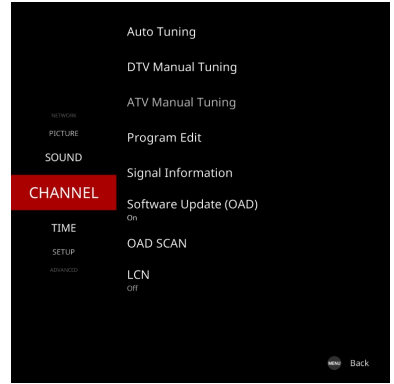 NETWORK
PICTURE
SOUND
CHANNEL
TIME
SETUP
ADVANCED
Auto Tuning
DTV Manual Tuning
ATV Manual Tuning
Program Edit
Signal Information
Software Update (OAD)
On
OAD SCAN
LCN
Off
MENU Back